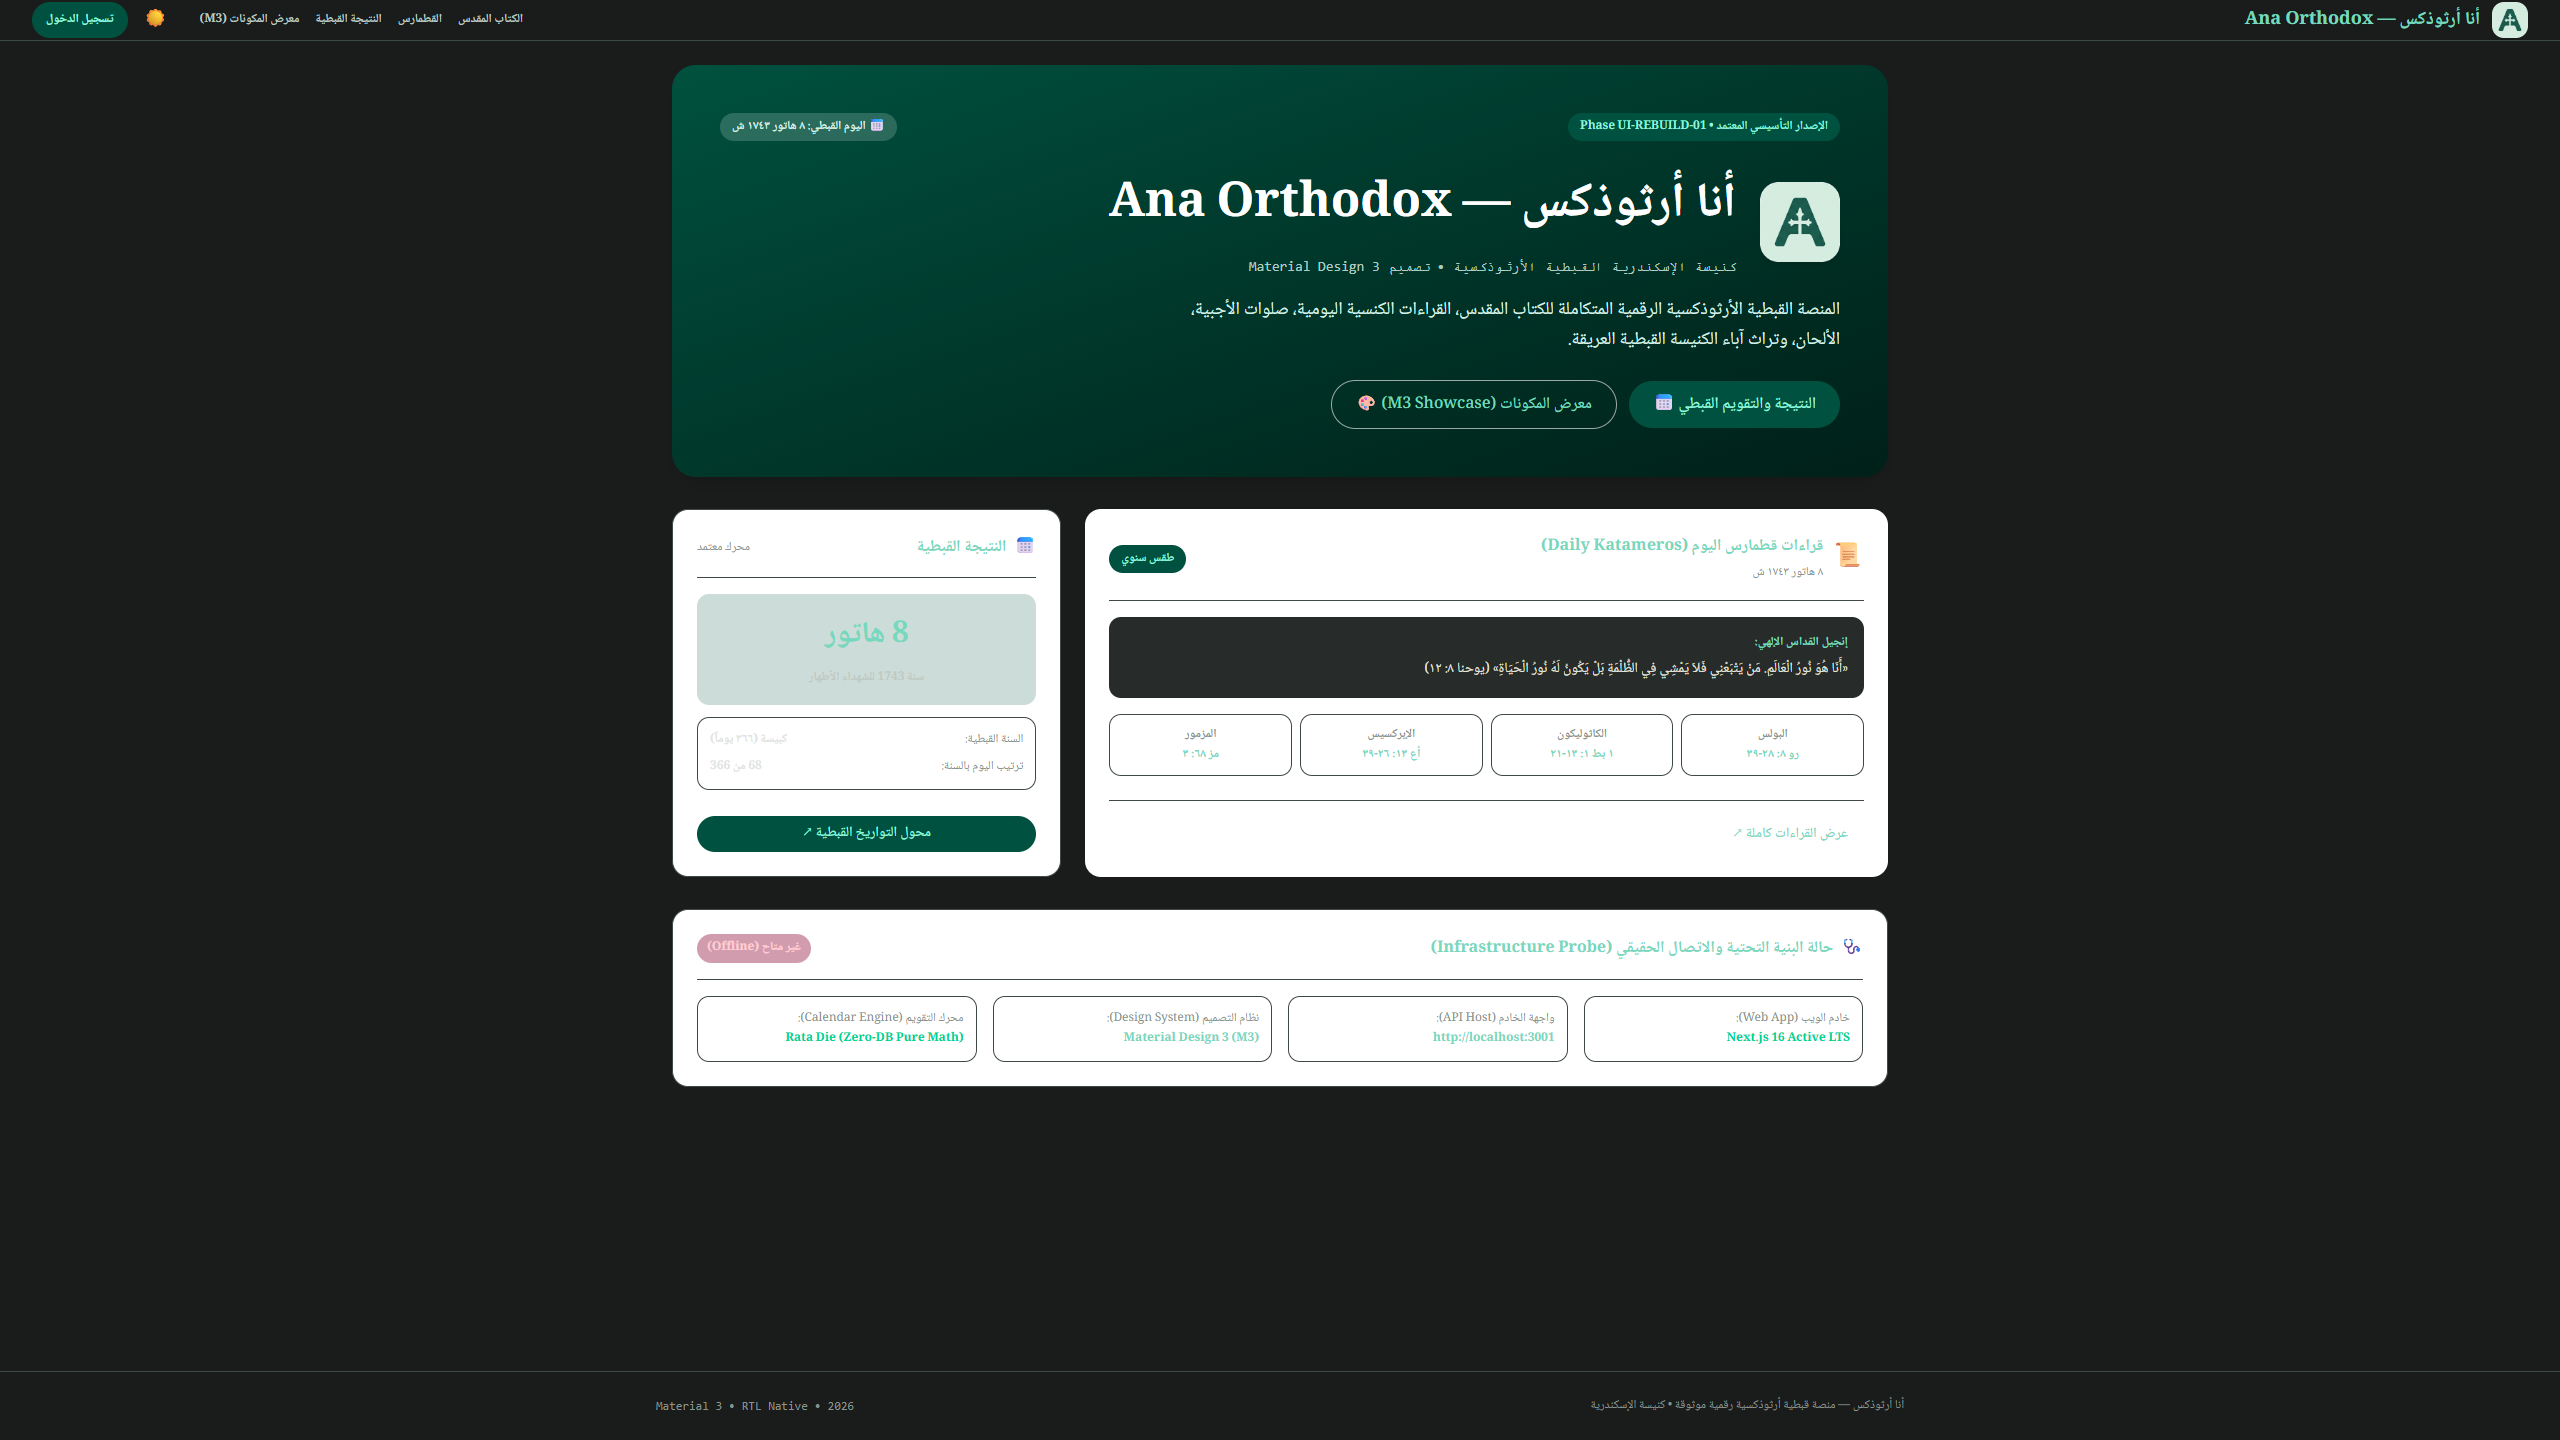 أنا أرثوذكس — Ana Orthodox
الكتاب المقدس
القطمارس
النتيجة القبطية
معرض المكونات (M3)
تسجيل الدخول
الإصدار التأسيسي المعتمد • Phase UI-REBUILD-01
اليوم القبطي: ٨ هاتور ١٧٤٣ ش
أنا أرثوذكس — Ana Orthodox
كنيسة الإسكندرية القبطية الأرثوذكسية • تصميم Material Design 3
المنصة القبطية الأرثوذكسية الرقمية المتكاملة للكتاب المقدس، القراءات الكنسية اليومية، صلوات الأجبية،
الألحان، وتراث آباء الكنيسة القبطية العريقة.
النتيجة والتقويم القبطي
معرض المكونات (M3 Showcase)
قراءات قطمارس اليوم (Daily Katameros)
٨ هاتور ١٧٤٣ ش
طقس سنوي
إنجيل القداس الإلهي:
«أَنَا هُوَ نُورُ الْعَالَمِ. مَنْ يَتْبَعْنِي فَلاَ يَمْشِي فِي الظُّلْمَةِ بَلْ يَكُونُ لَهُ نُورُ الْحَيَاةِ» (يوحنا ٨: ١٢)
البولس
رو ٨: ٢٨-٣٩
الكاثوليكون
١ بط ١: ١٣-٢١
الإبركسيس
أع ١٣: ٢٦-٣٩
المزمور
مز ٦٨: ٣
عرض القراءات كاملة ↗
النتيجة القبطية
محرك معتمد
8 هاتور
سنة 1743 للشهداء الأطهار
السنة القبطية:
كبيسة (٣٦٦ يوماً)
ترتيب اليوم بالسنة:
68 من 366
محول التواريخ القبطية ↗
حالة البنية التحتية والاتصال الحقيقي (Infrastructure Probe)
غير متاح (Offline)
خادم الويب (Web App):
Next.js 16 Active LTS
واجهة الخادم (API Host):
http://localhost:3001
نظام التصميم (Design System):
Material Design 3 (M3)
محرك التقويم (Calendar Engine):
Rata Die (Zero-DB Pure Math)
أنا أرثوذكس — منصة قبطية أرثوذكسية رقمية موثوقة • كنيسة الإسكندرية
Material 3 • RTL Native • 2026